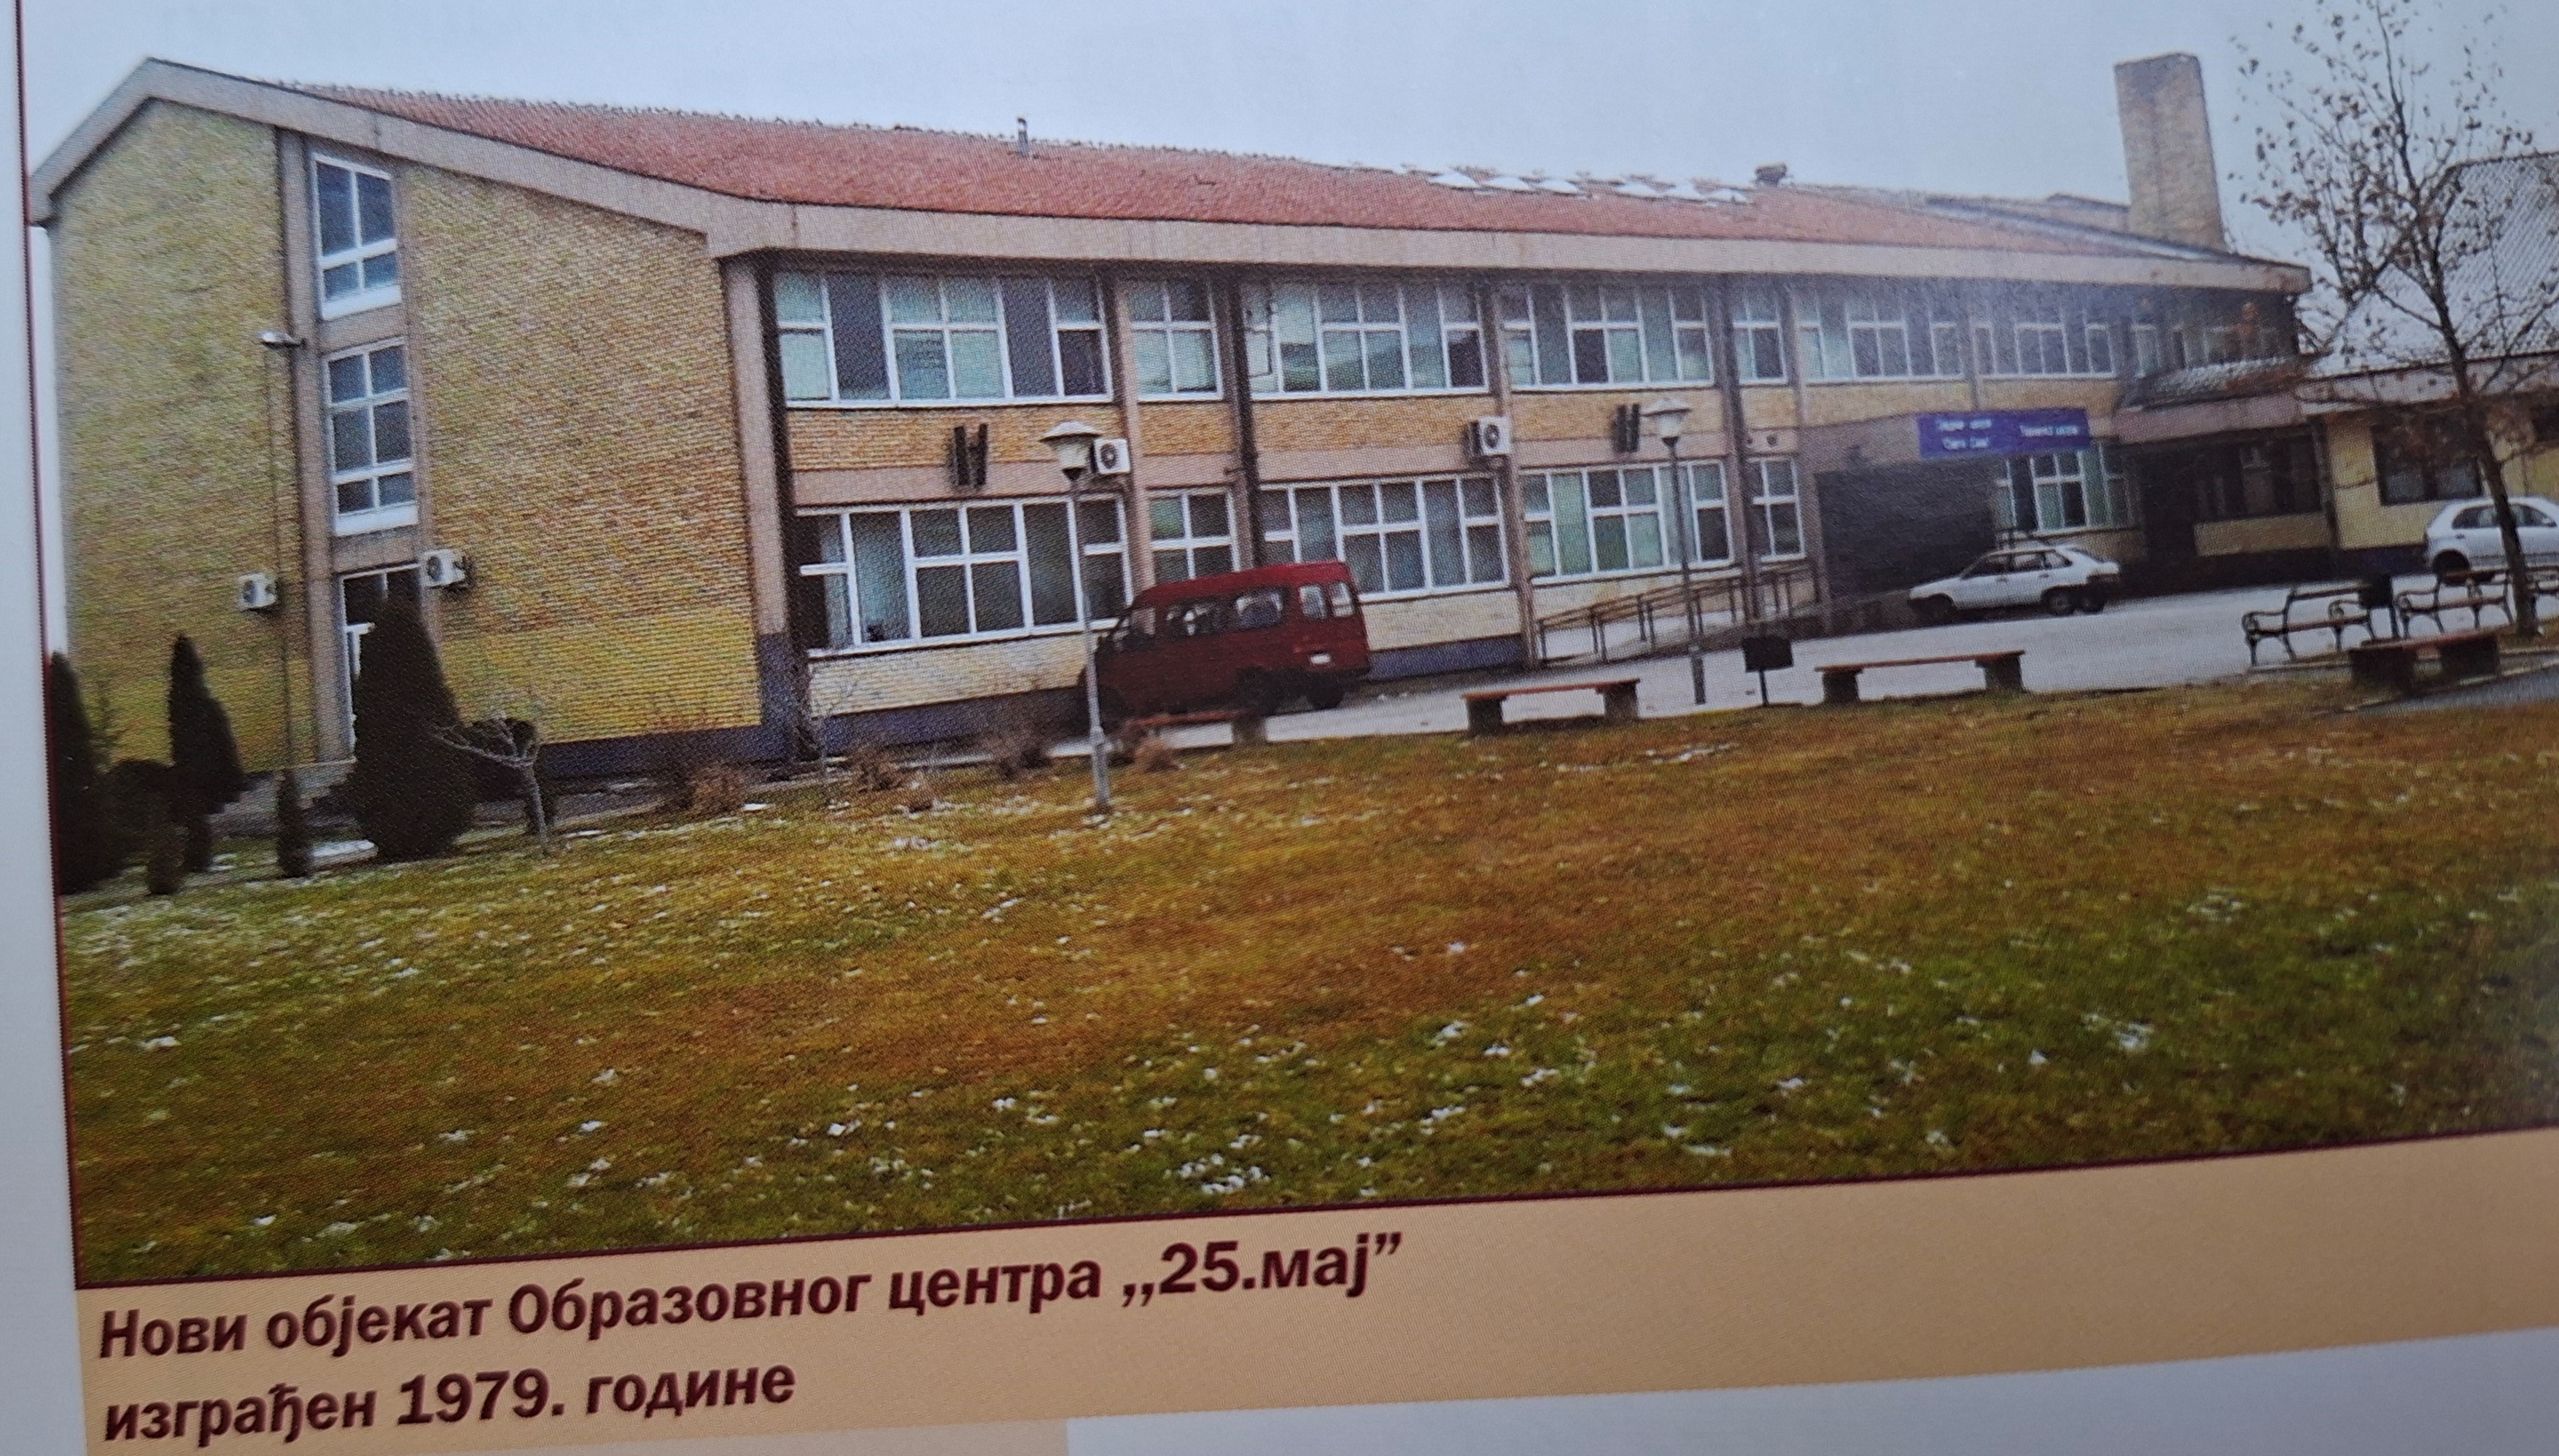 Нови објекат Образовног центра ,,25.мај”
изграђен 1979. године